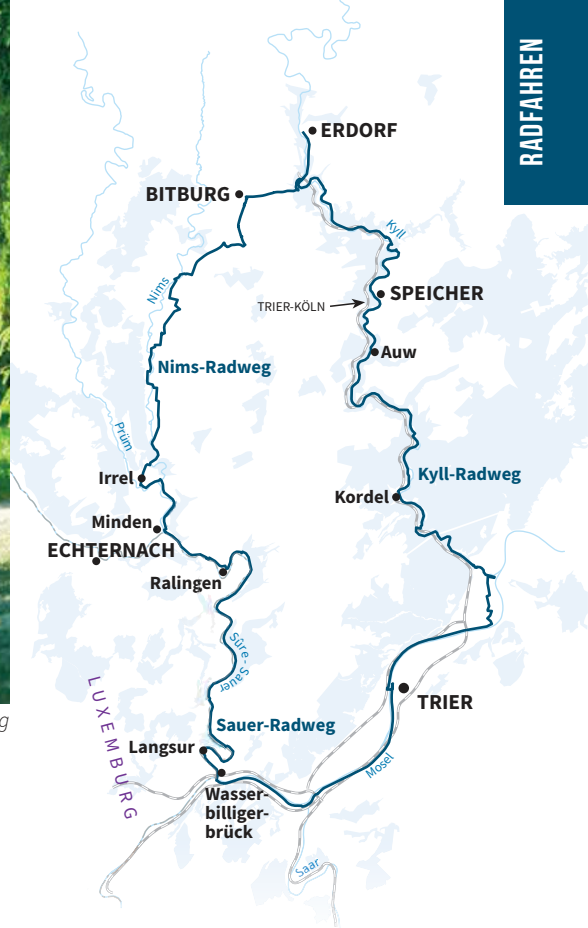 RADFAHREN
ERDORF
BITBURG
Kyll
SPEICHER
Nims
TRIER-KÖLN
Auw
Nims-Radweg
Prüm
Kyll-Radweg
Irrel
Kordel
Minden
ECHTERNACH
Ralingen
Sûre-Sauer
LUXEMBURG
TRIER
g
Sauer-Radweg
Langsur
Mosel
Wasser-
billiger-
brück
Saar